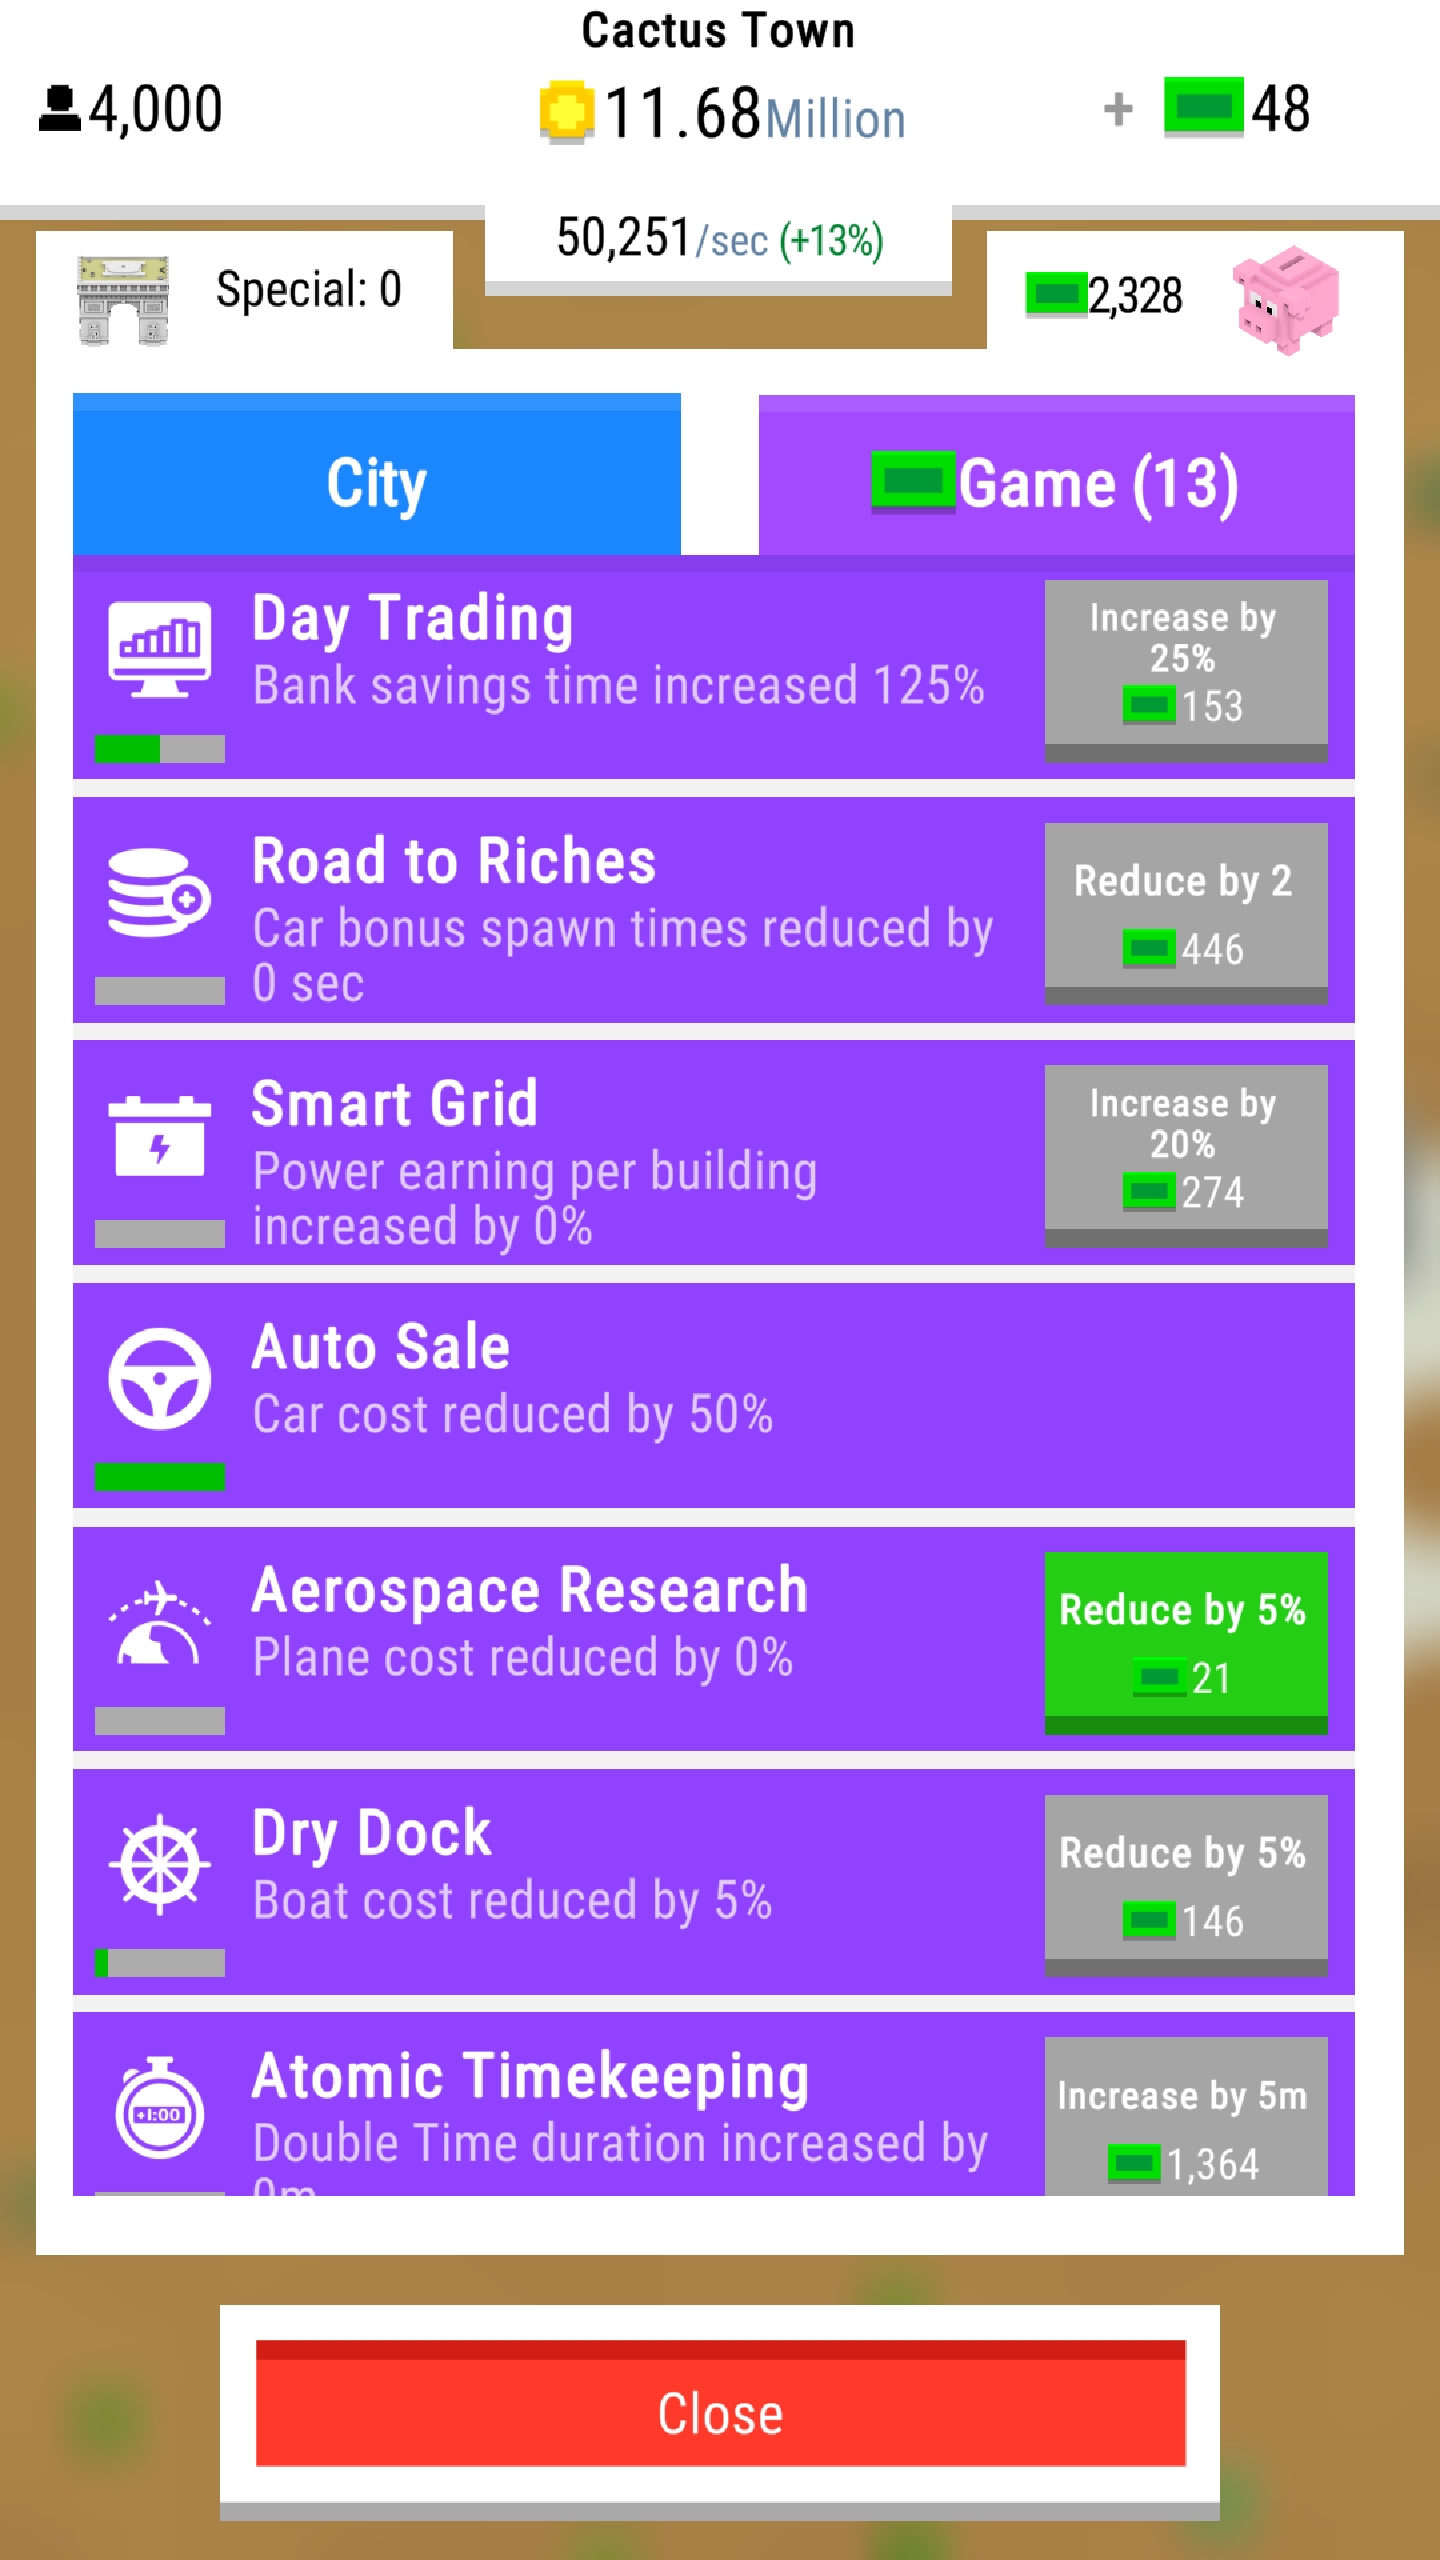 Cactus Town
4,000
11.68Million
+ 48
50,251/sec (+13%)
Special: 0
2,328
City
Game (13)
Day Trading
Bank savings time increased 125%
Increase by
25%
153
Road to Riches
Car bonus spawn times reduced by
0 sec
Reduce by 2
446
Smart Grid
Power earning per building
increased by 0%
Increase by
20%
274
Auto Sale
Car cost reduced by 50%
Aerospace Research
Plane cost reduced by 0%
Reduce by 5%
21
Dry Dock
Boat cost reduced by 5%
Reduce by 5%
146
+1:00
Atomic Timekeeping
Double Time duration increased by
0m
Increase by 5m
1,364
Close